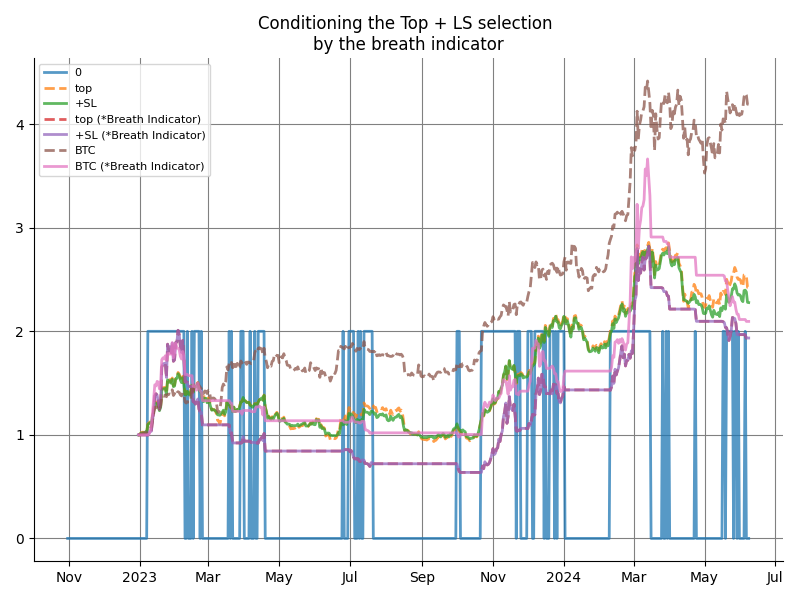 Conditioning the Top + LS selection
by the breath indicator
0
top
+SL
top (*Breath Indicator)
+SL (*Breath Indicator)
BTC
BTC (*Breath Indicator)
4
3
2
1
0
Nov 2023 Mar May Jul Sep Nov 2024 Mar May Jul